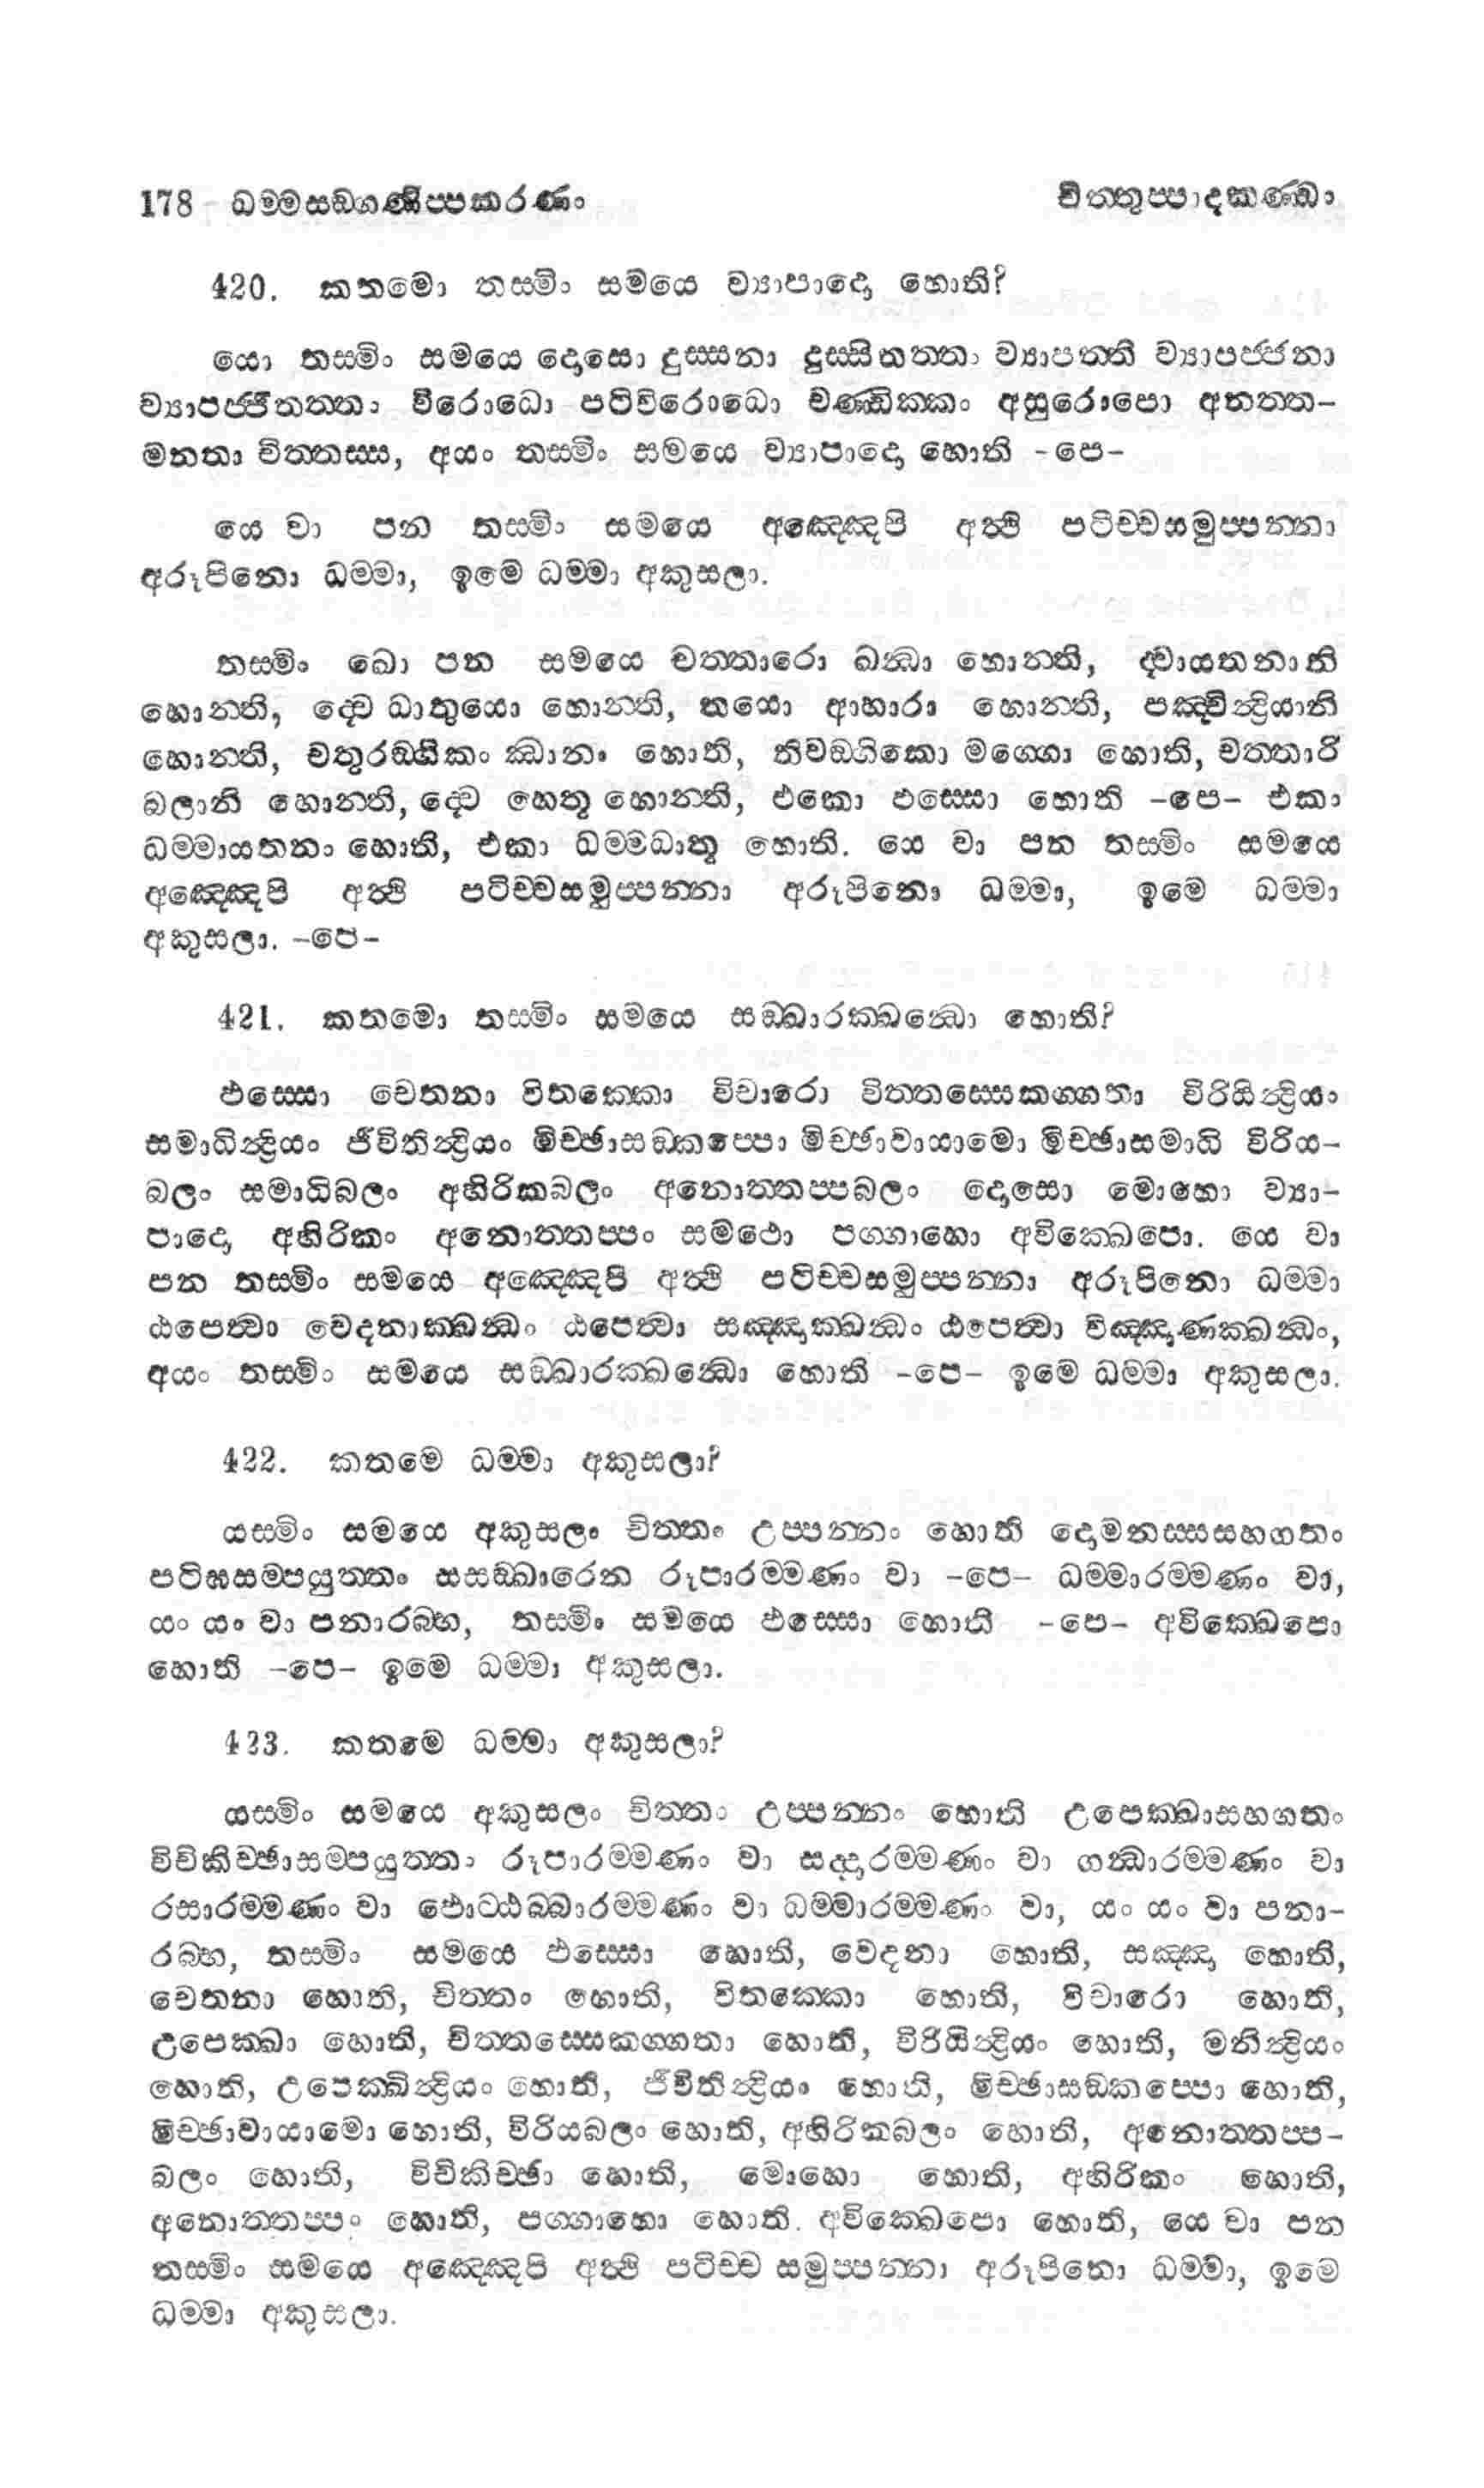 178 ධම්මසඞ්ගණිප්පකරණං චිත්තුප්පාදකණ්ඩො
420. කතමො තස්මිං සමයෙ ව්‍යාපාදො හොති?
යො තස්මිං සමයෙ දොසො දුස්සනා දුස්සිතත්තං ව්‍යාපත්ති ව්‍යාපජ්ජනා
ව්‍යාපජ්ජිතත්තං විරොධො පටිවිරොධො චණ්ඩික්කං අසුරොපො අනත්ත-
මනතා චිත්තස්ස, අයං තස්මිං සමයෙ ව්‍යාපාදො හොති -පෙ-
යෙ වා පන තස්මිං සමයෙ අඤ්ඤෙපි අත්ථි පටිච්චසමුප්පන්නා
අරූපිනො ධම්මා, ඉමෙ ධම්මා අකුසලා.
තස්මිං ඛො පන සමයෙ චත්තාරො ඛන්ධා හොන්ති, ද්වායතනානි
හොන්ති, ද්වෙ ධාතුයො හොන්ති, තයො ආහාරා හොන්ති, පඤ්චින්ද්‍රියානි
හොන්ති, චතුරඞ්ගිකං ඣානං හොති, තිවඞ්ගිකො මග්ගො හොති, චත්තාරි
බලානි හොන්ති, ද්වෙ හෙතූ හොන්ති, එකො ඵස්සො හොති -පෙ- එකං
ධම්මායතනං හොති, එකා ධම්මධාතු හොති. යෙ වා පන තස්මිං සමයෙ
අඤ්ඤෙපි අත්ථි පටිච්චසමුප්පන්නා අරූපිනො ධම්මා, ඉමෙ ධම්මා
අකුසලා. -පෙ-
421. කතමො තස්මිං සමයෙ සඞ්ඛාරක්ඛන්ධො හොති?
ඵස්සො චෙතනා විතක්කො විචාරො චිත්තස්සෙකග්ගතා විරියින්ද්‍රියං
සමාධින්ද්‍රියං ජීවිතින්ද්‍රියං මිච්ඡාසඞ්කප්පො මිච්ඡාවායාමො මිච්ඡාසමාධි විරිය-
බලං සමාධිබලං අහිරිකබලං අනොත්තප්පබලං දොසො මොහො ව්‍යා-
පාදො අහිරිකං අනොත්තප්පං සමථො පග්ගාහො අවික්ඛෙපො. යෙ වා
පන තස්මිං සමයෙ අඤ්ඤෙපි අත්ථි පටිච්චසමුප්පන්නා අරූපිනො ධම්මා
ඨපෙත්වා වෙදනාක්ඛන්ධං ඨපෙත්වා සඤ්ඤාක්ඛන්ධං ඨපෙත්වා විඤ්ඤාණක්ඛන්ධං,
අයං තස්මිං සමයෙ සඞ්ඛාරක්ඛන්ධො හොති -පෙ- ඉමෙ ධම්මා අකුසලා.
422. කතමෙ ධම්මා අකුසලා?
යස්මිං සමයෙ අකුසලං චිත්තං උප්පන්නං හොති දොමනස්සසහගතං
පටිඝසම්පයුත්තං සසඞ්ඛාරෙන රූපාරම්මණං වා -පෙ- ධම්මාරම්මණං වා,
යං යං වා පනාරබ්භ, තස්මිං සමයෙ ඵස්සො හොති -පෙ- අවික්ඛෙපො
හොති -පෙ- ඉමෙ ධම්මා අකුසලා.
423. කතමෙ ධම්මා අකුසලා?
යස්මිං සමයෙ අකුසලං චිත්තං උප්පන්නං හොති උපෙක්ඛාසහගතං
විචිකිච්ඡාසම්පයුත්තං රූපාරම්මණං වා සද්දාරම්මණං වා ගන්ධාරම්මණං වා
රසාරම්මණං වා ඵොට්ඨබ්බාරම්මණං වා ධම්මාරම්මණං වා, යං යං වා පනා-
රබ්භ, තස්මිං සමයෙ ඵස්සො හොති, වෙදනා හොති, සඤ්ඤා හොති,
චෙතනා හොති, චිත්තං හොති, විතක්කො හොති, විචාරො හොති,
උපෙක්ඛා හොති, චිත්තස්සෙකග්ගතා හොති, විරියින්ද්‍රියං හොති, මනින්ද්‍රියං
හොති, උපෙක්ඛින්ද්‍රියං හොති, ජීවිතින්ද්‍රියං හොති, මිච්ඡාසඞ්කප්පො හොති,
මිච්ඡාවායාමො හොති, විරියබලං හොති, අහිරිකබලං හොති, අනොත්තප්ප-
බලං හොති, විචිකිච්ඡා හොති, මොහො හොති, අහිරිකං හොති,
අනොත්තප්පං හොති, පග්ගාහො හොති. අවික්ඛෙපො හොති, යෙ වා පන
තස්මිං සමයෙ අඤ්ඤෙපි අත්ථි පටිච්ච සමුප්පන්නා අරූපිනො ධම්මා, ඉමෙ
ධම්මා අකුසලා.